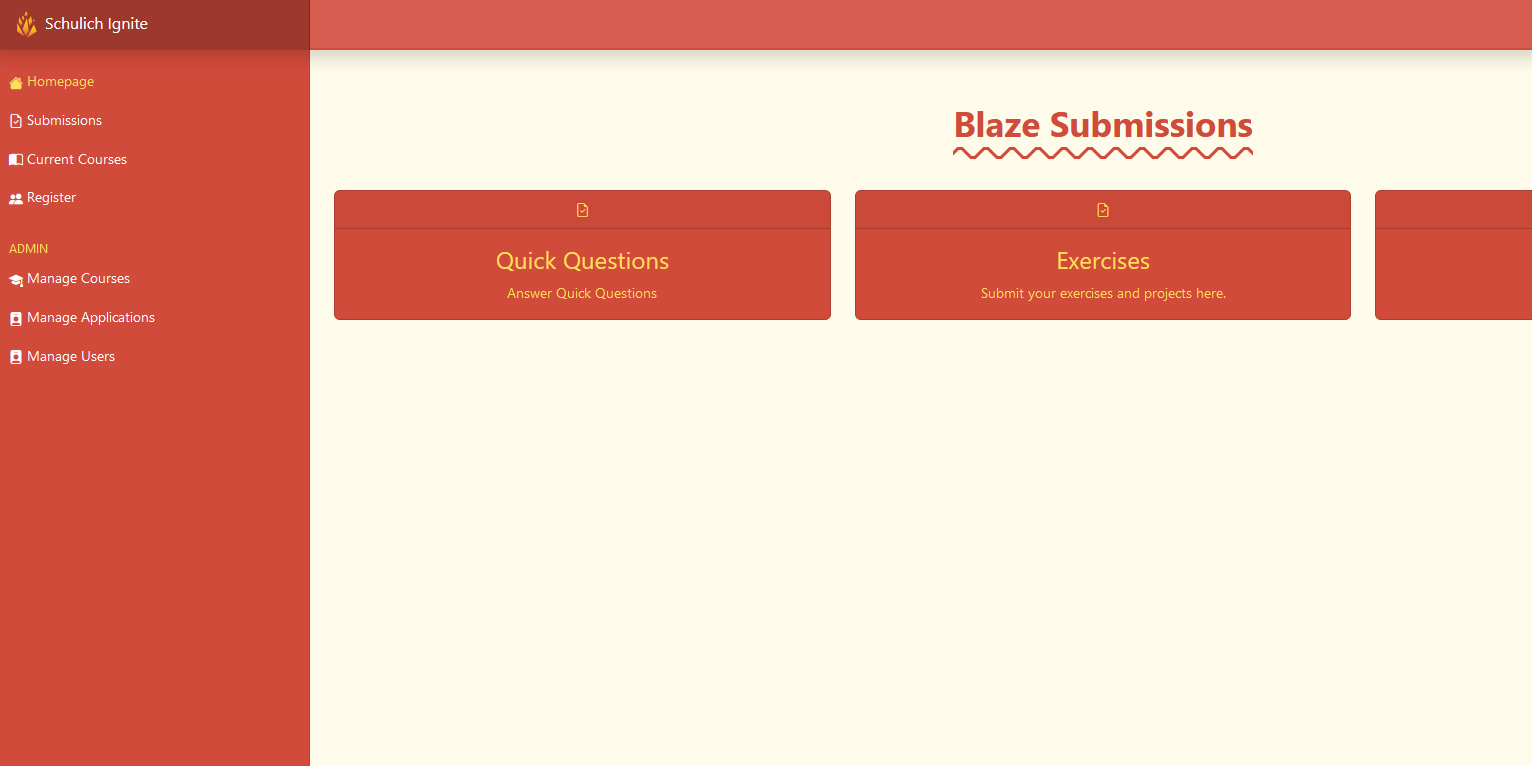 Schulich Ignite
Homepage
Submissions
Current Courses
Register
ADMIN
Manage Courses
Manage Applications
Manage Users
Blaze Submissions
Quick Questions
Answer Quick Questions
Exercises
Submit your exercises and projects here.